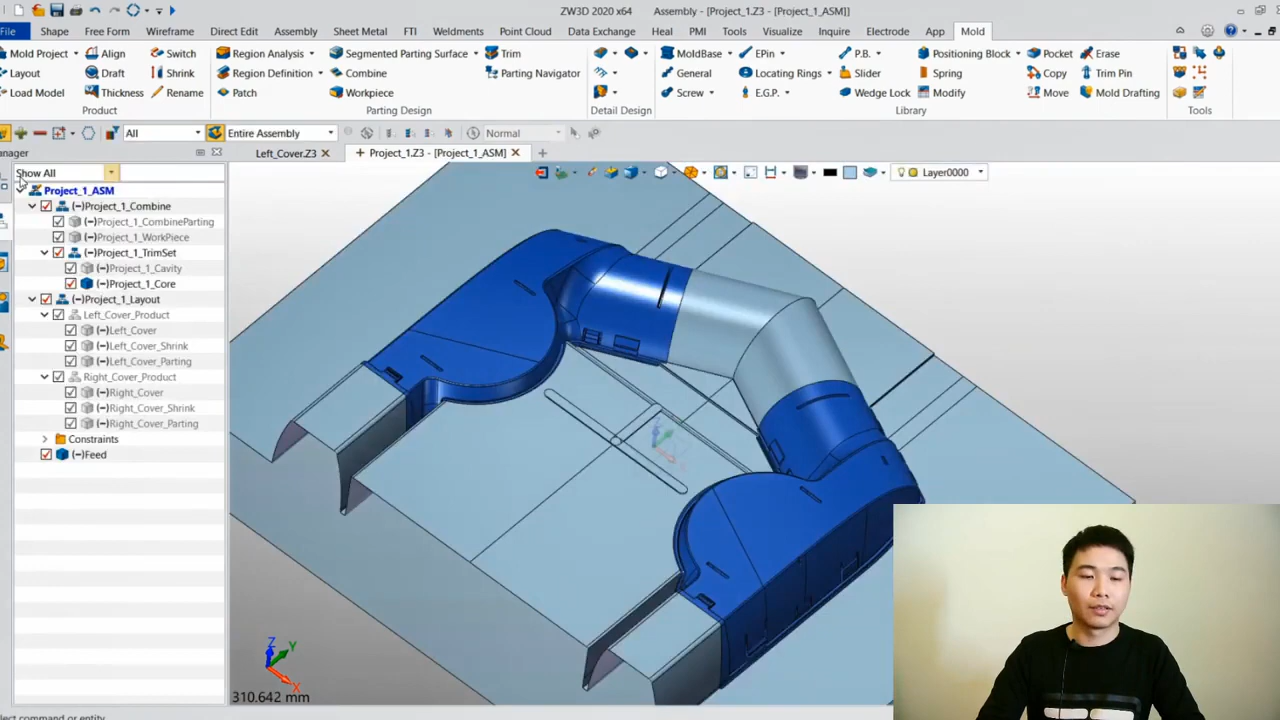 ZW3D 2020 x64 Assembly - [Project_1.Z3 - [Project_1_ASM]]
File Shape Free Form Wireframe Direct Edit Assembly Sheet Metal FTI Weldments Point Cloud Data Exchange Heal PMI Tools Visualize Inquire Electrode App Mold
Mold Project Align Switch Region Analysis Segmented Parting Surface Trim MoldBase EPin P.B. Positioning Block Pocket Erase
Layout Draft Shrink Region Definition Combine Parting Navigator General Locating Rings Slider Spring Copy Trim Pin
Load Model Thickness Rename Patch Workpiece Screw E.G.P. Wedge Lock Modify Move Mold Drafting
Product Parting Design Detail Design Library Tools
All Entire Assembly Normal
Left_Cover.Z3 Project_1.Z3 - [Project_1_ASM]
Show All
Layer0000
Project_1_ASM
(-)Project_1_Combine
(-)Project_1_CombineParting
(-)Project_1_WorkPiece
(-)Project_1_TrimSet
(-)Project_1_Cavity
(-)Project_1_Core
(-)Project_1_Layout
Left_Cover_Product
(-)Left_Cover
(-)Left_Cover_Shrink
(-)Left_Cover_Parting
Right_Cover_Product
(-)Right_Cover
(-)Right_Cover_Shrink
(-)Right_Cover_Parting
Constraints
(-)Feed
Z
Y
X
310.642 mm
command or entity